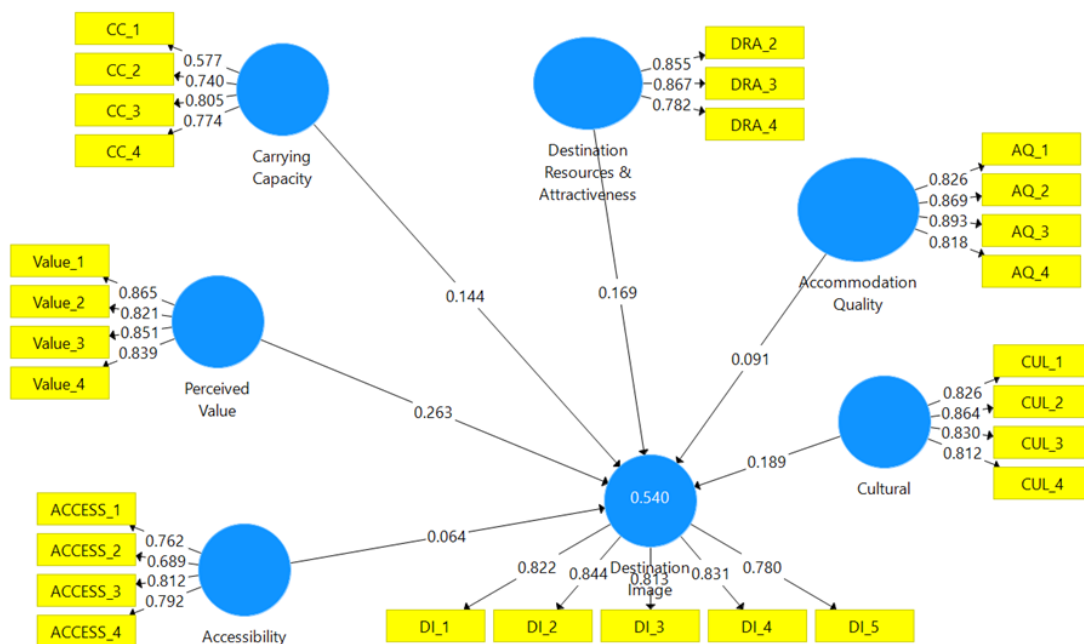 CC_1
CC_2
CC_3
CC_4
0.577
0.740
0.805
0.774
Carrying
Capacity
DRA_2
DRA_3
DRA_4
0.855
0.867
0.782
Destination
Resources &
Attractiveness
AQ_1
AQ_2
AQ_3
AQ_4
0.826
0.869
0.893
0.818
Accommodation
Quality
Value_1
Value_2
Value_3
Value_4
0.865
0.821
0.851
0.839
Perceived
Value
0.144
0.169
0.091
0.263
0.189
0.064
CUL_1
CUL_2
CUL_3
CUL_4
0.826
0.864
0.830
0.812
Cultural
ACCESS_1
ACCESS_2
ACCESS_3
ACCESS_4
0.762
0.689
0.812
0.792
Accessibility
0.540
Destination
Image
0.822
0.844
0.813
0.831
0.780
DI_1
DI_2
DI_3
DI_4
DI_5